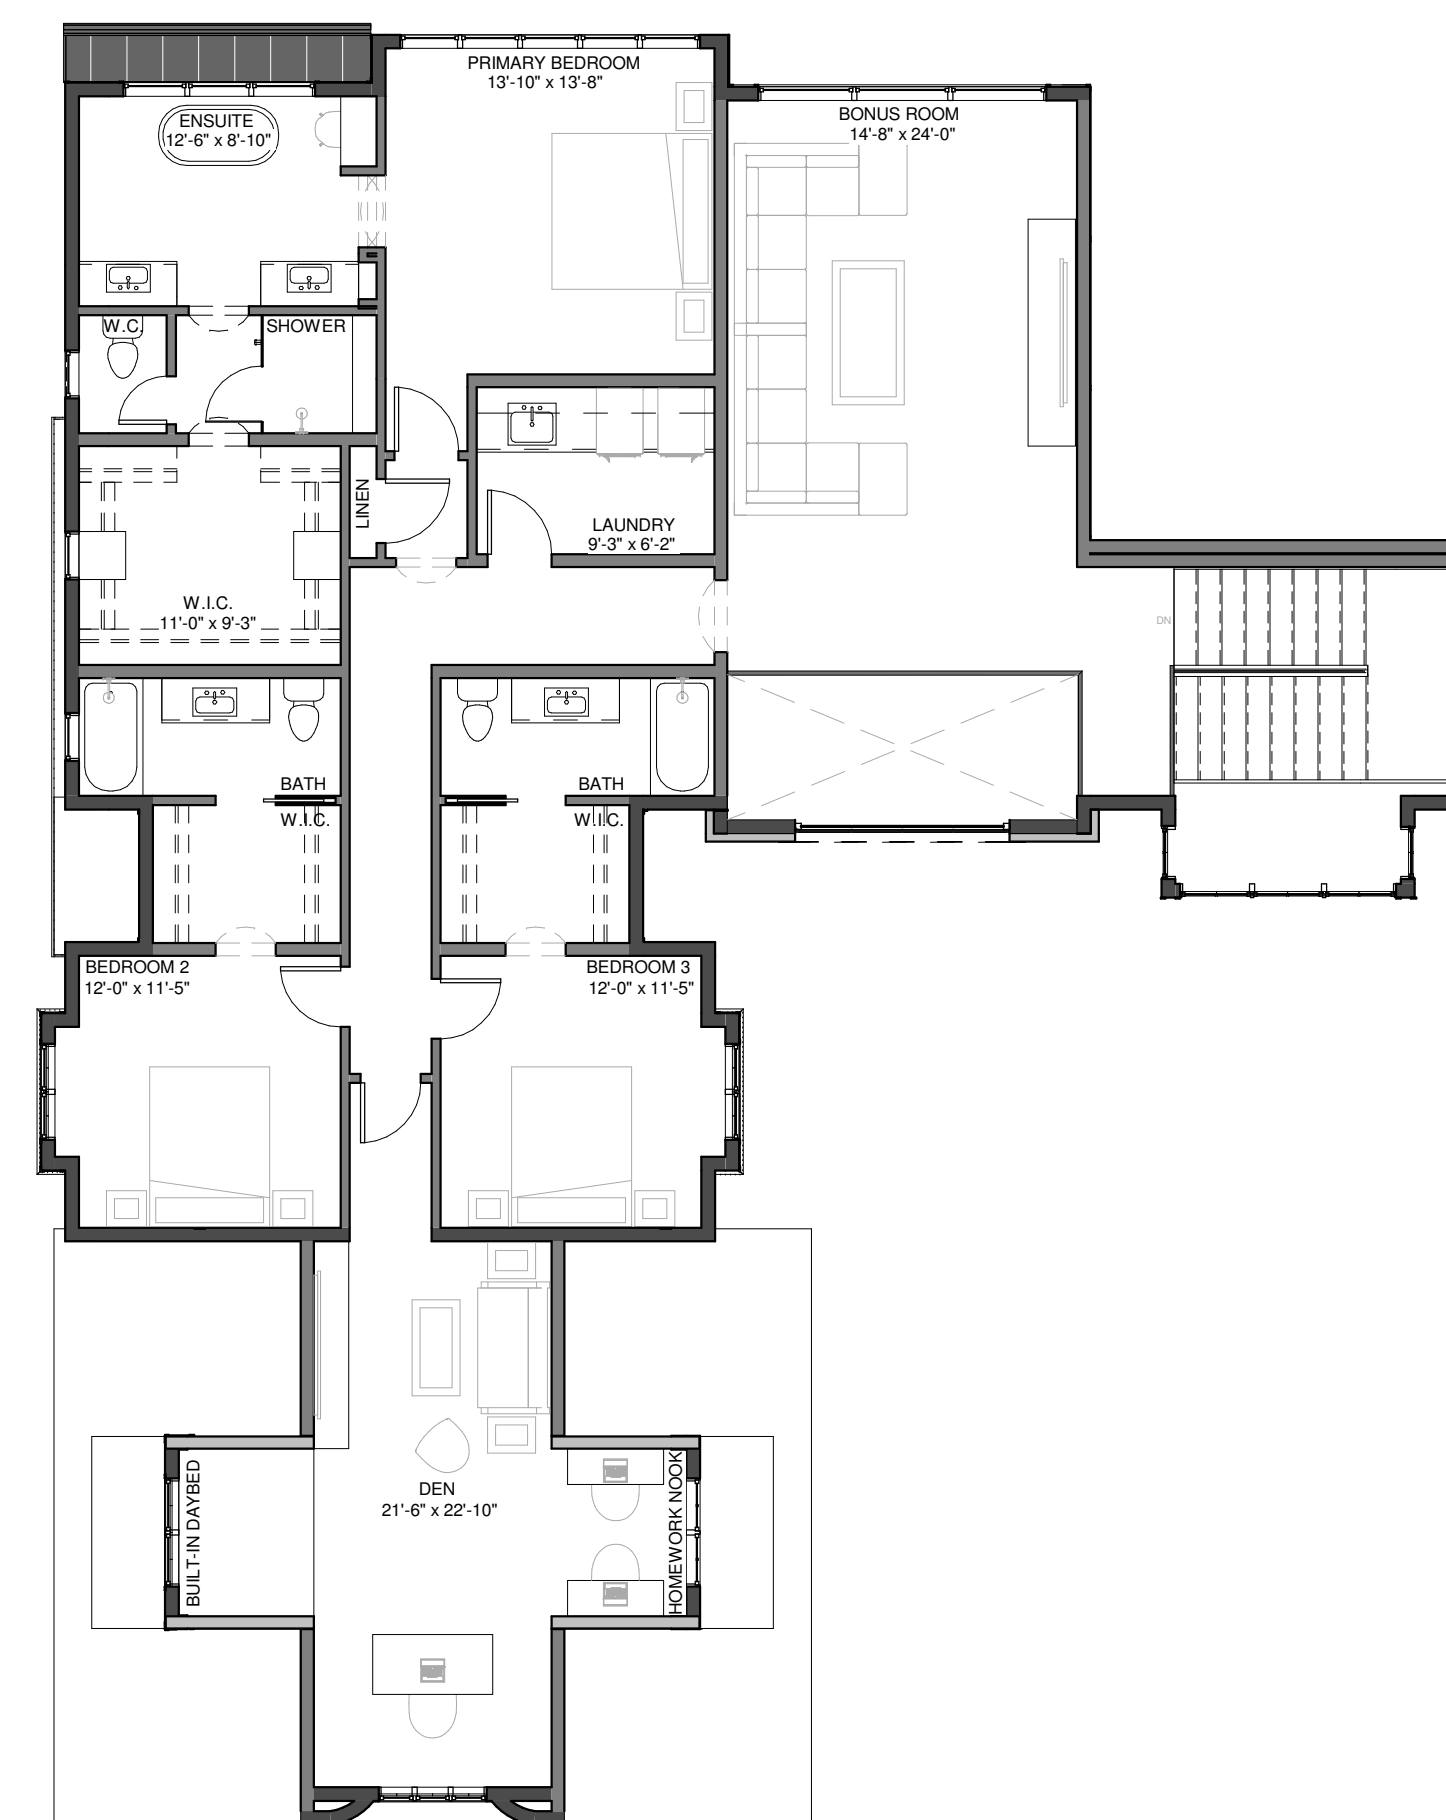 PRIMARY BEDROOM
13'-10" x 13'-8"
ENSUITE
12'-6" x 8'-10"
BONUS ROOM
14'-8" x 24'-0"
W.C.
SHOWER
LINEN
LAUNDRY
9'-3" x 6'-2"
W.I.C.
11'-0" x 9'-3"
DN
BATH
W.I.C.
BATH
W.I.C.
BEDROOM 2
12'-0" x 11'-5"
BEDROOM 3
12'-0" x 11'-5"
BUILT-IN DAYBED
DEN
21'-6" x 22'-10"
HOMEWORK NOOK